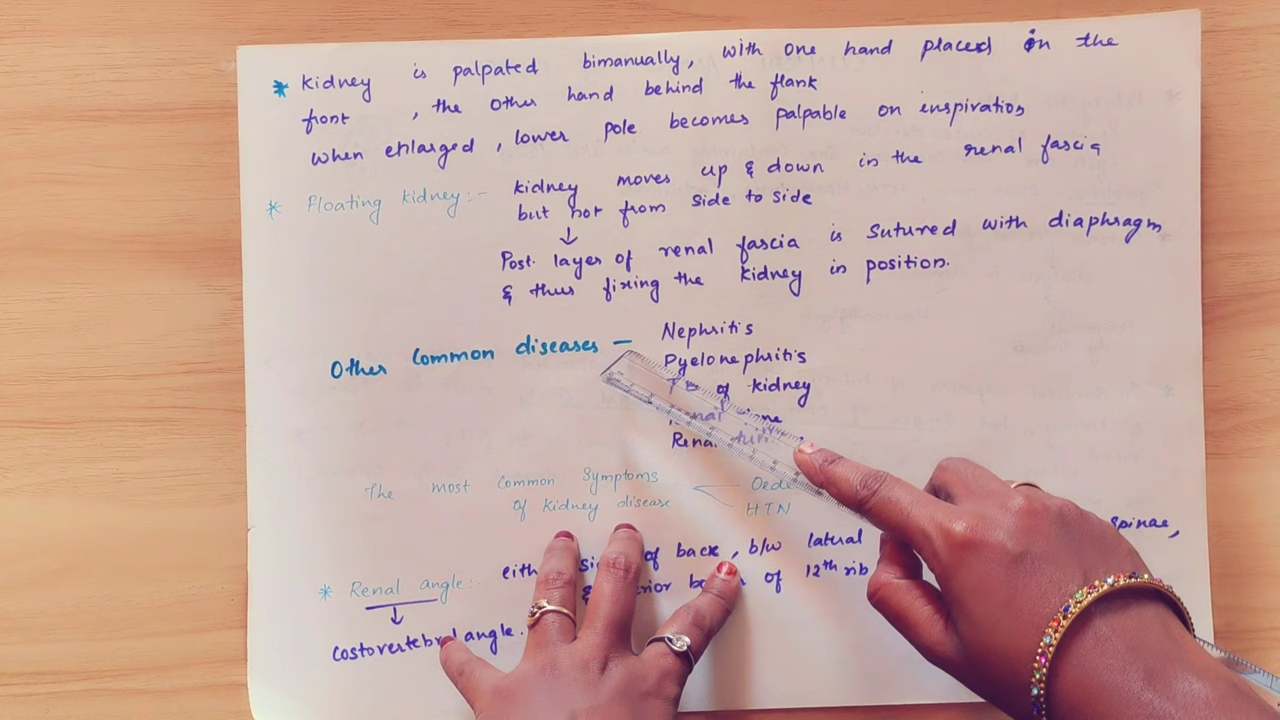 * Kidney is palpated bimanually, with one hand placed in the
front, the other hand behind the flank
When enlarged, lower pole becomes palpable on inspiration
* Floating kidney:- kidney moves up & down in the renal fascia
but not from side to side
↓
Post. layer of renal fascia is sutured with diaphragm
& thus fixing the kidney in position.
Other Common diseases - Nephritis
Pyelonephritis
of kidney
Renal
The most Common Symptoms
of kidney disease
HTN
* Renal angle:- side of back, b/w lateral spinae,
& of 12th rib
↓
Costovertebral angle.